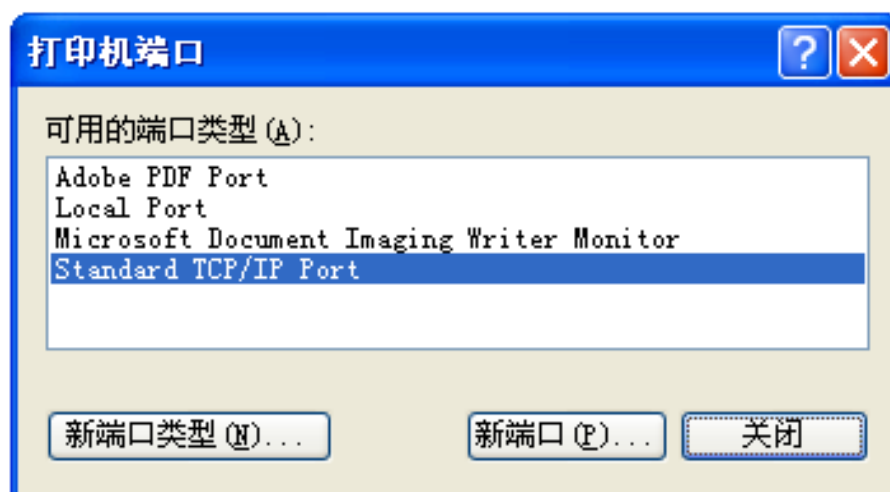 打印机端口
可用的端口类型(A):
Adobe PDF Port
Local Port
Microsoft Document Imaging Writer Monitor
Standard TCP/IP Port
新端口类型(N)... 新端口(P)... 关闭